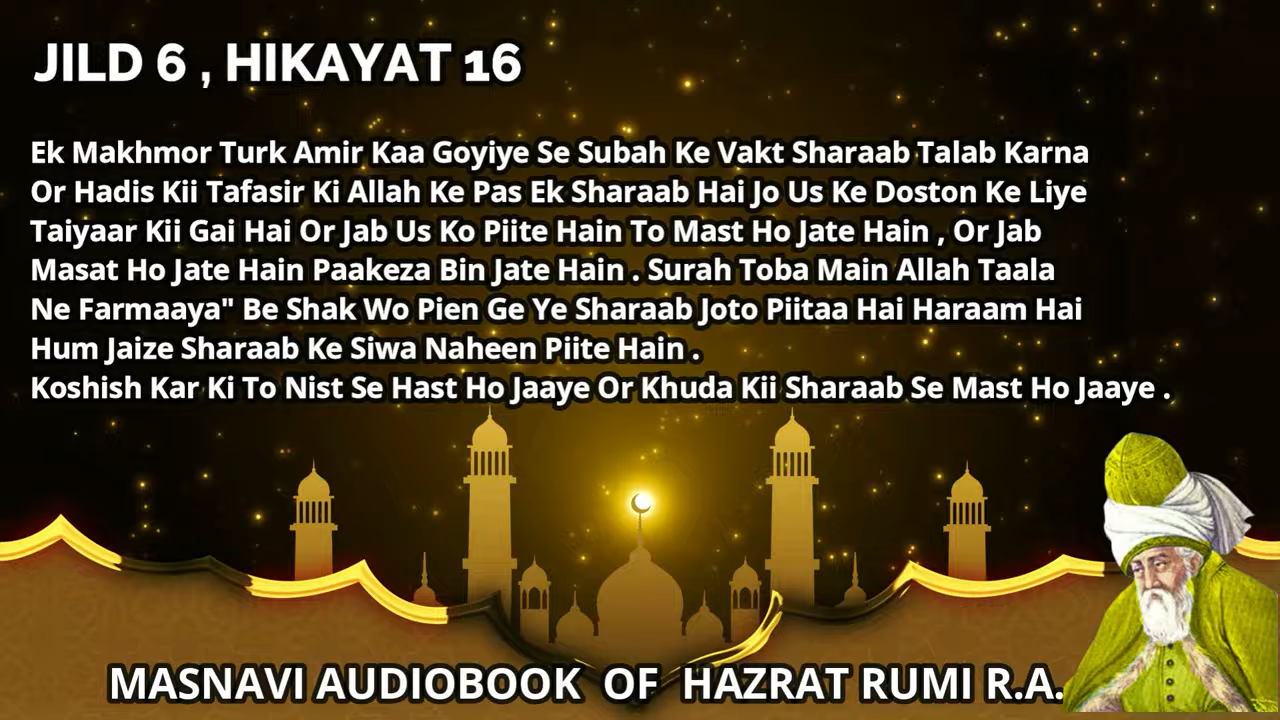 JILD 6 , HIKAYAT 16
Ek Makhmor Turk Amir Kaa Goyiye Se Subah Ke Vakt Sharaab Talab Karna
Or Hadis Kii Tafasir Ki Allah Ke Pas Ek Sharaab Hai Jo Us Ke Doston Ke Liye
Taiyaar Kii Gai Hai Or Jab Us Ko Piite Hain To Mast Ho Jate Hain , Or Jab
Masat Ho Jate Hain Paakeza Bin Jate Hain . Surah Toba Main Allah Taala
Ne Farmaaya" Be Shak Wo Pien Ge Ye Sharaab Joto Piitaa Hai Haraam Hai
Hum Jaize Sharaab Ke Siwa Naheen Piite Hain .
Koshish Kar Ki To Nist Se Hast Ho Jaaye Or Khuda Kii Sharaab Se Mast Ho Jaaye .
MASNAVI AUDIOBOOK OF HAZRAT RUMI R.A.